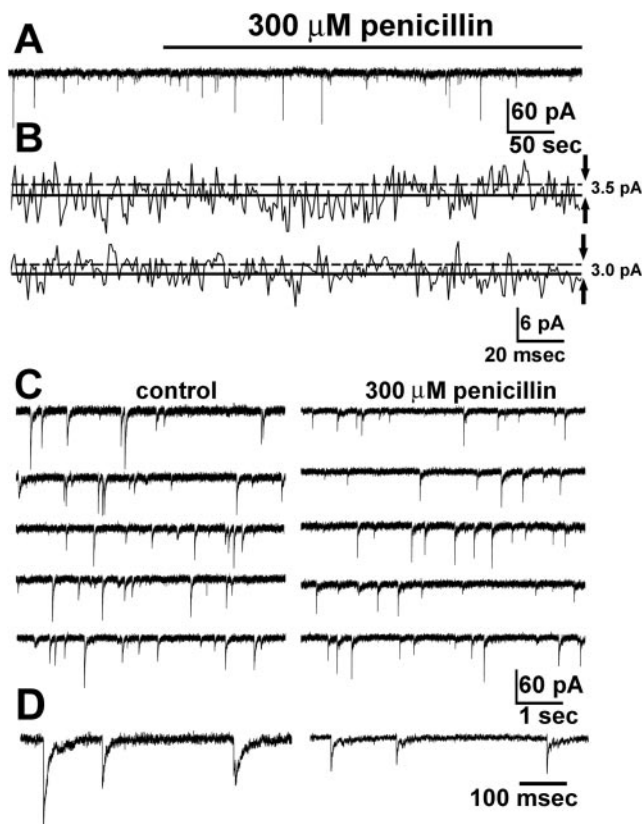 A
300 μM penicillin
60 pA
50 sec
B
3.5 pA
3.0 pA
6 pA
20 msec
C
control
300 μM penicillin
60 pA
1 sec
D
100 msec